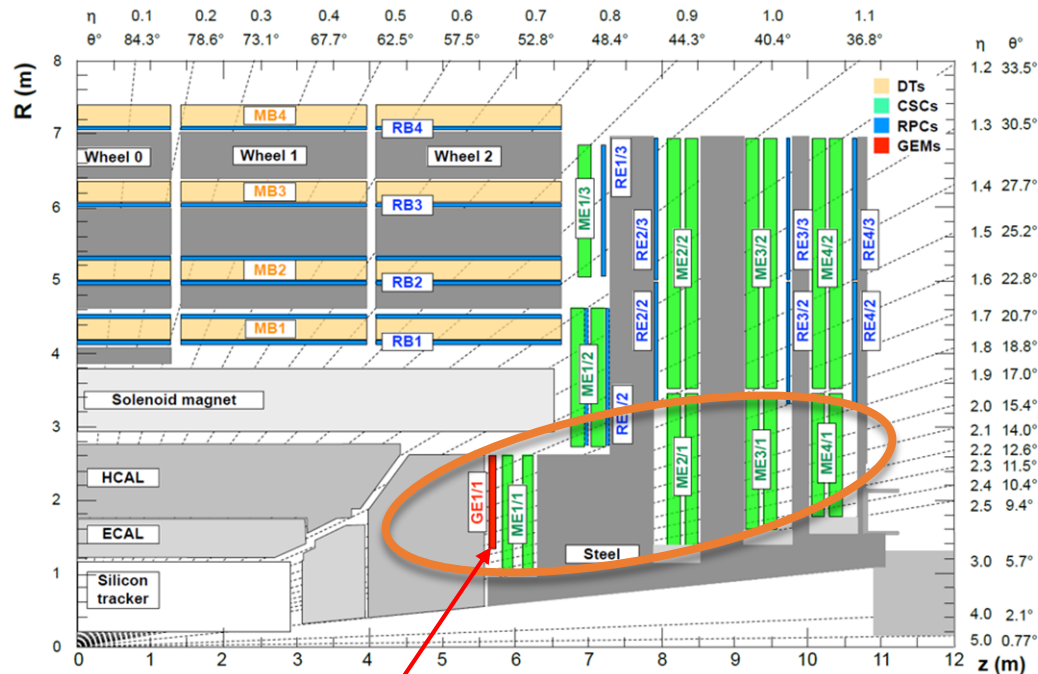 η 0.1 0.2 0.3 0.4 0.5 0.6 0.7 0.8 0.9 1.0 1.1
θ° 84.3° 78.6° 73.1° 67.7° 62.5° 57.5° 52.8° 48.4° 44.3° 40.4° 36.8° η θ°
R (m)
8
7
6
5
4
3
2
1
0
1.2 33.5°
1.3 30.5°
1.4 27.7°
1.5 25.2°
1.6 22.8°
1.7 20.7°
1.8 18.8°
1.9 17.0°
2.0 15.4°
2.1 14.0°
2.2 12.6°
2.3 11.5°
2.4 10.4°
2.5 9.4°
3.0 5.7°
4.0 2.1°
5.0 0.77°
DTs
CSCs
RPCs
GEMs
MB4
RB4
Wheel 0 Wheel 1 Wheel 2
MB3
RB3
MB2
RB2
MB1
RB1
Solenoid magnet
HCAL
ECAL
Silicon
tracker
Steel
GE1/1
ME1/1
ME1/2
ME1/3
RE1/3
RE2/3
RE2/2
ME2/2
ME2/1
ME3/2
ME3/1
RE3/3
RE3/2
ME4/2
ME4/1
RE4/3
RE4/2
0 1 2 3 4 5 6 7 8 9 10 11 12
z (m)